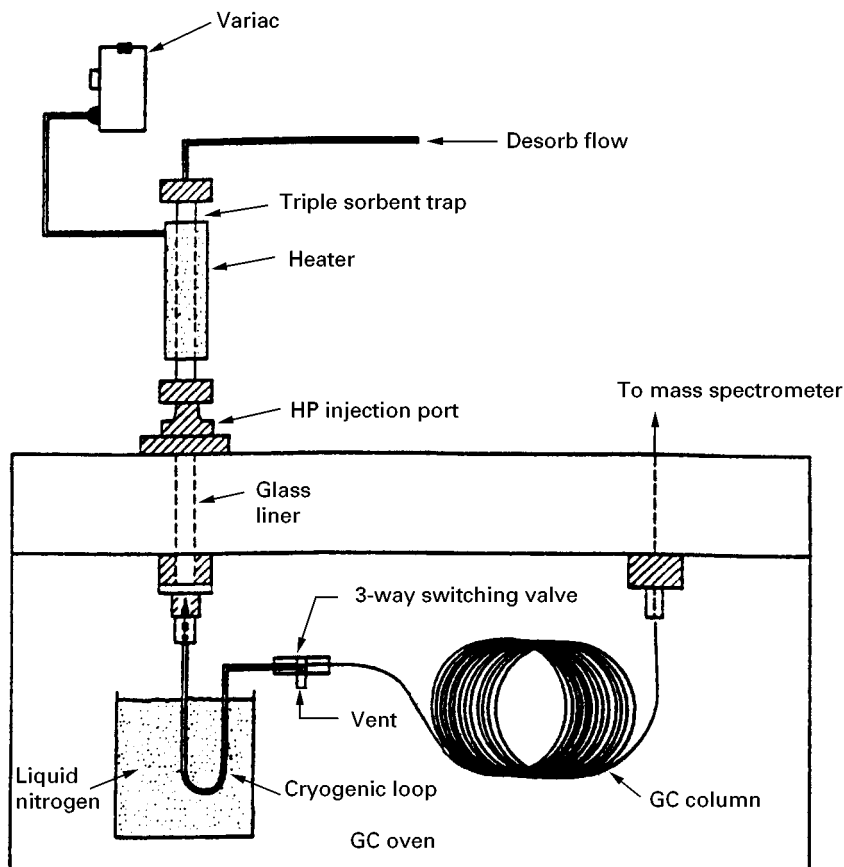 Variac
Desorb flow
Triple sorbent trap
Heater
To mass spectrometer
HP injection port
Glass
liner
3-way switching valve
Vent
Liquid
nitrogen
Cryogenic loop
GC column
GC oven